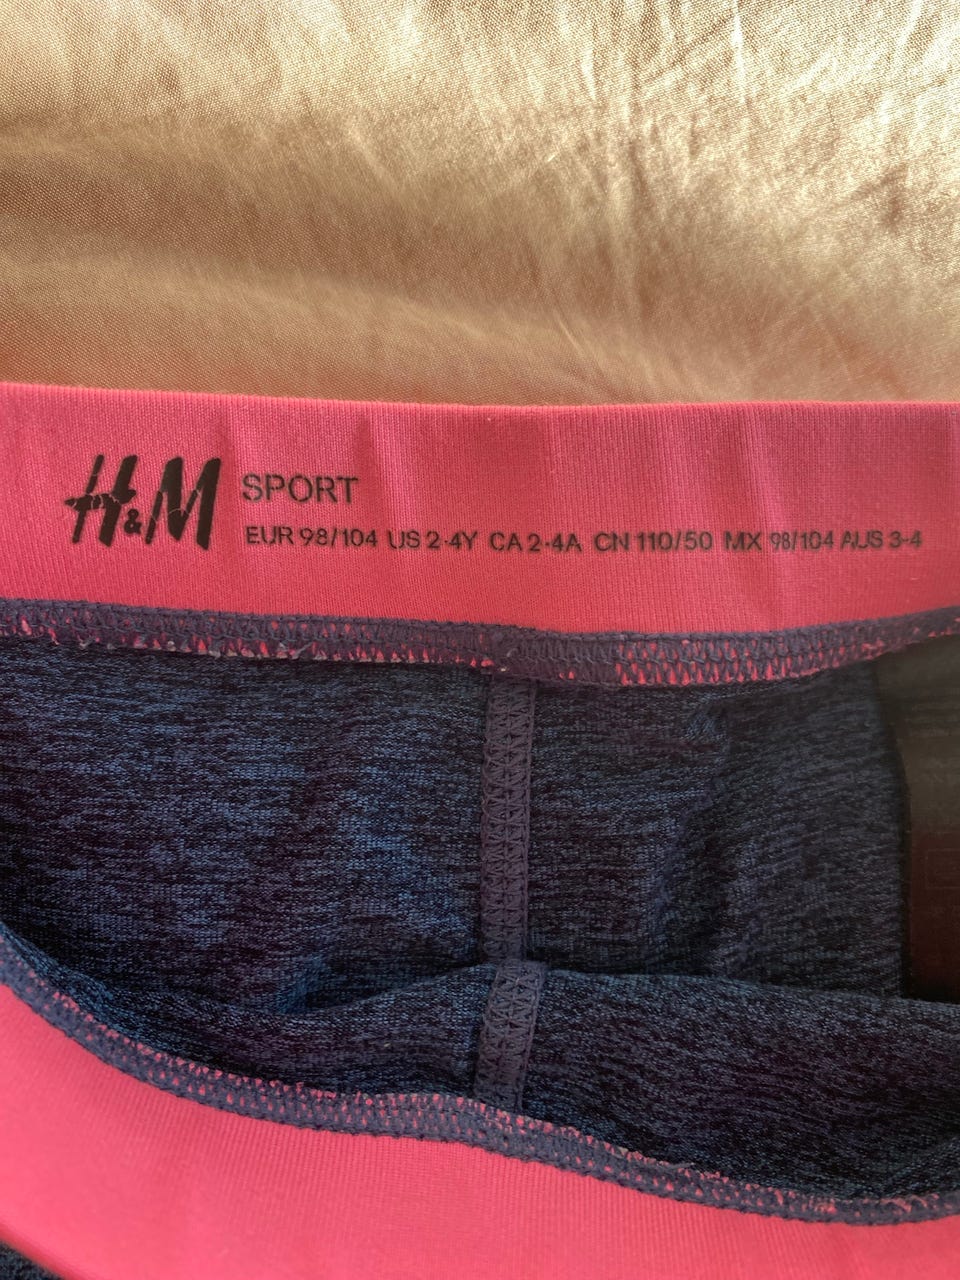 H&M SPORT
EUR 98/104 US 2-4Y CA 2-4A CN 110/50 MX 98/104 AUS 3-4